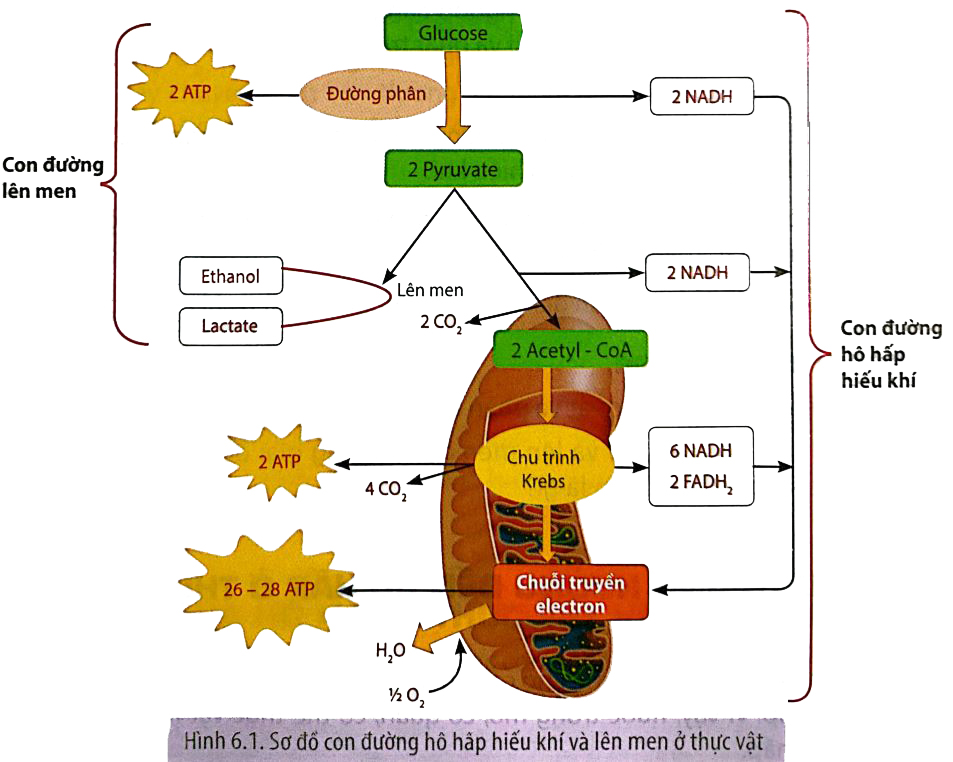 Glucose
2 ATP
Đường phân
2 NADH
Con đường
lên men
2 Pyruvate
Ethanol
Lên men
2 NADH
Lactate
2 CO₂
2 Acetyl - CoA
Con đường
hô hấp
hiếu khí
2 ATP
Chu trình
Krebs
6 NADH
2 FADH₂
4 CO₂
26 – 28 ATP
Chuỗi truyền
electron
H₂O
½ O₂
Hình 6.1. Sơ đồ con đường hô hấp hiếu khí và lên men ở thực vật